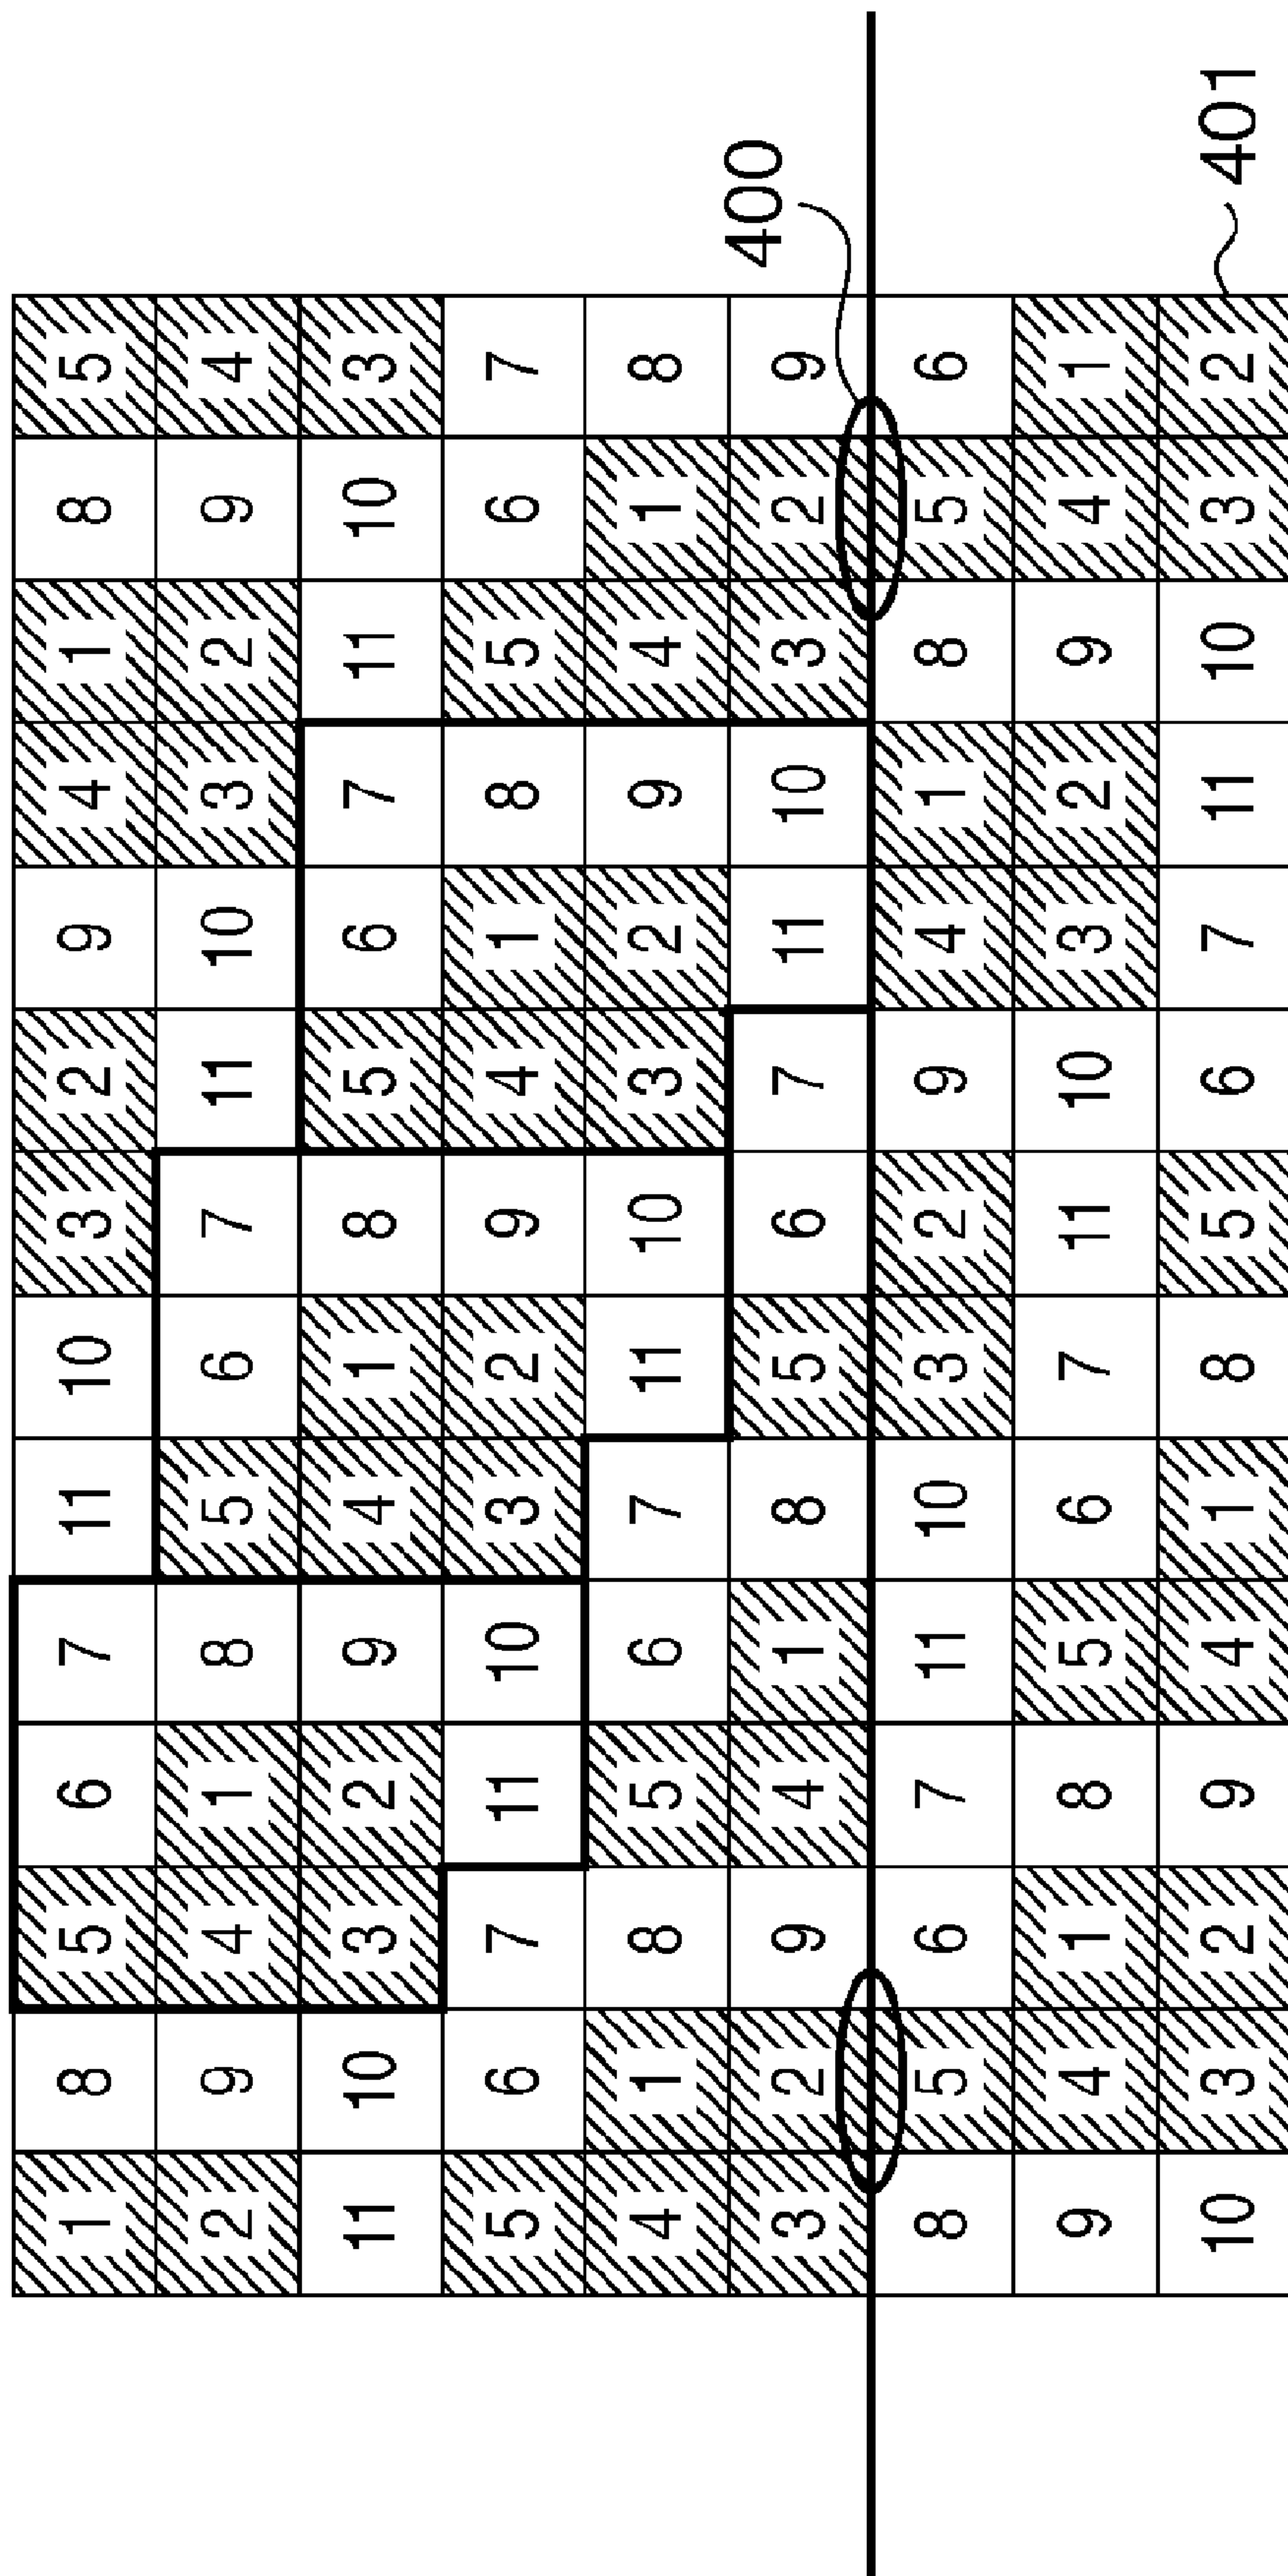 1 8 5 6 7 11 10 3 2 9 4 1 8 5
2 9 4 1 8 5 6 7 11 10 3 2 9 4
11 10 3 2 9 4 1 8 5 6 7 11 10 3
5 6 7 11 10 3 2 9 4 1 8 5 6 7
4 1 8 5 6 7 11 10 3 2 9 4 1 8
3 2 9 4 1 8 5 6 7 11 10 3 2 9
400
8 5 6 7 11 10 3 2 9 4 1 8 5 6
9 4 1 8 5 6 7 11 10 3 2 9 4 1
10 3 2 9 4 1 8 5 6 7 11 10 3 2
401